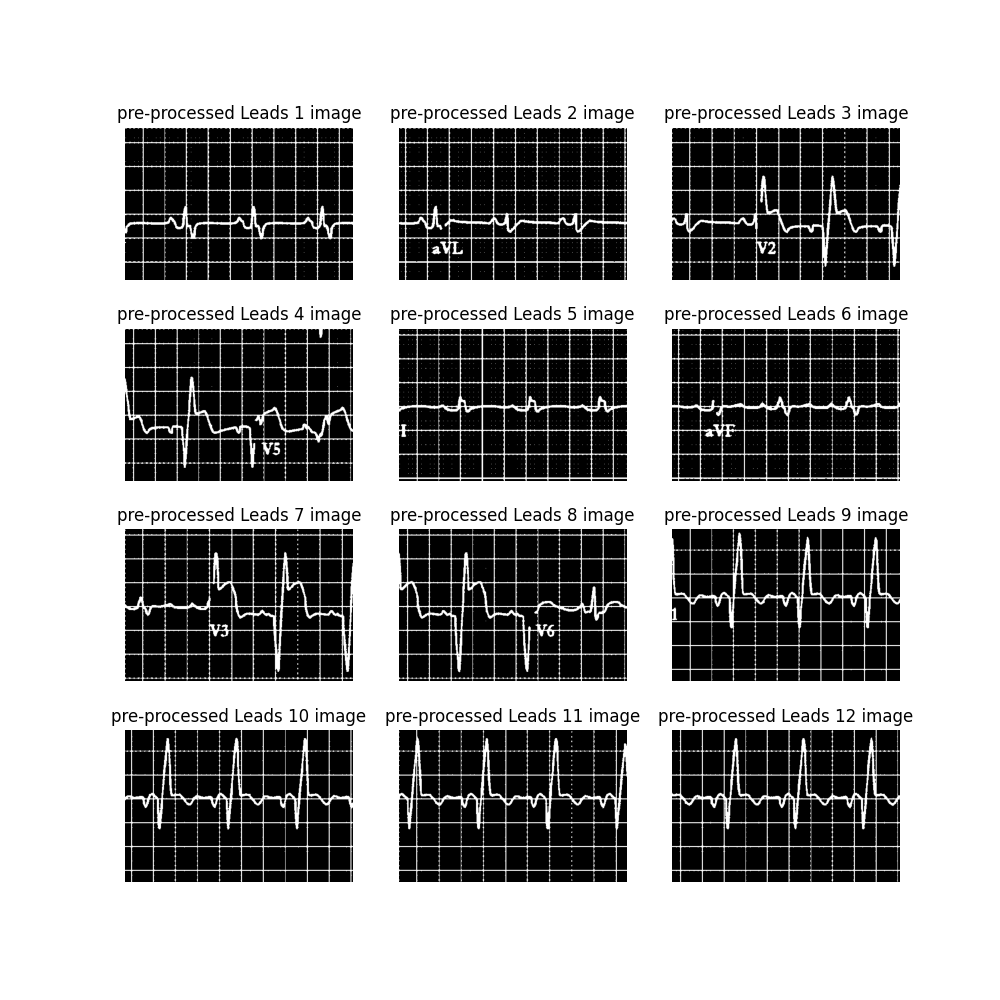 pre-processed Leads 1 image
pre-processed Leads 2 image
pre-processed Leads 3 image
aVL
V2
pre-processed Leads 4 image
pre-processed Leads 5 image
pre-processed Leads 6 image
V5
I
aVF
pre-processed Leads 7 image
pre-processed Leads 8 image
pre-processed Leads 9 image
V3
V6
1
pre-processed Leads 10 image
pre-processed Leads 11 image
pre-processed Leads 12 image